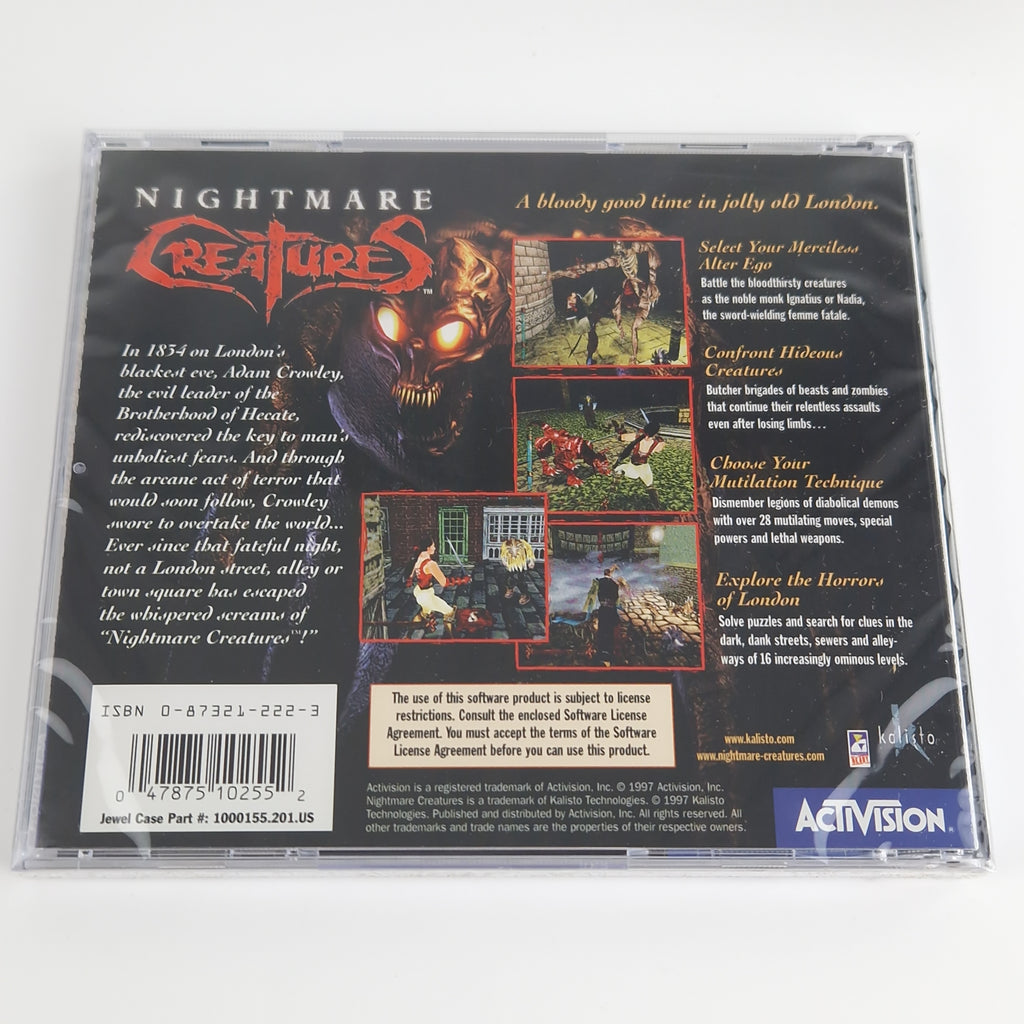 NIGHTMARE
CREATURES™
In 1834 on London's
blackest eve, Adam Crowley,
the evil leader of the
Brotherhood of Hecate,
rediscovered the key to man's
unholiest fears. And through
the arcane act of terror that
would soon follow, Crowley
swore to overtake the world...
Ever since that fateful night,
not a London street, alley or
town square has escaped
the whispered screams of
"Nightmare Creatures™!"
A bloody good time in jolly old London.
Select Your Merciless
Alter Ego
Battle the bloodthirsty creatures
as the noble monk Ignatius or Nadia,
the sword-wielding femme fatale.
Confront Hideous
Creatures
Butcher brigades of beasts and zombies
that continue their relentless assaults
even after losing limbs...
Choose Your
Mutilation Technique
Dismember legions of diabolical demons
with over 28 mutilating moves, special
powers and lethal weapons.
Explore the Horrors
of London
Solve puzzles and search for clues in the
dark, dank streets, sewers and alley-
ways of 16 increasingly ominous levels.
ISBN 0-87321-222-3
0 47875 10255 2
Jewel Case Part #: 1000155.201.US
The use of this software product is subject to license
restrictions. Consult the enclosed Software License
Agreement. You must accept the terms of the Software
License Agreement before you can use this product.
www.kalisto.com
www.nightmare-creatures.com
kalisto
Activision is a registered trademark of Activision, Inc. © 1997 Activision, Inc.
Nightmare Creatures is a trademark of Kalisto Technologies. © 1997 Kalisto
Technologies. Published and distributed by Activision, Inc. All rights reserved. All
other trademarks and trade names are the properties of their respective owners.
ACTIVISION®